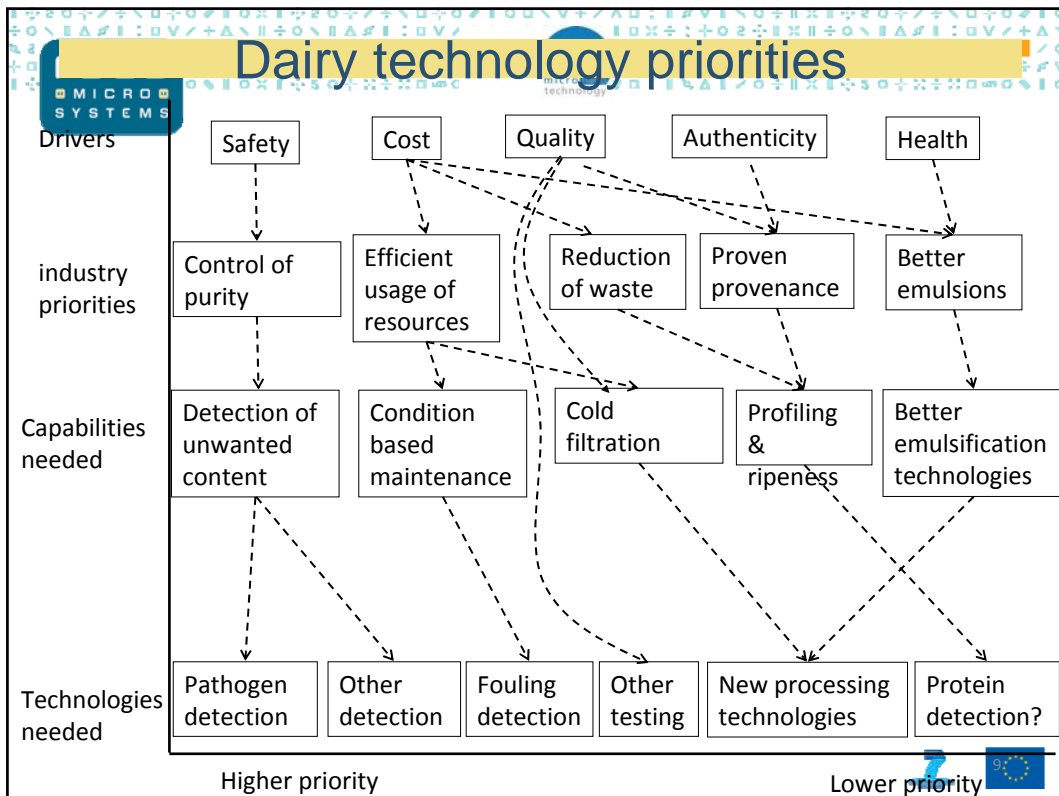 Dairy technology priorities
MICRO
SYSTEMS
micro
technology
Drivers
Safety
Cost
Quality
Authenticity
Health
industry
priorities
Control of
purity
Efficient
usage of
resources
Reduction
of waste
Proven
provenance
Better
emulsions
Capabilities
needed
Detection of
unwanted
content
Condition
based
maintenance
Cold
filtration
Profiling
&
ripeness
Better
emulsification
technologies
Technologies
needed
Pathogen
detection
Other
detection
Fouling
detection
Other
testing
New processing
technologies
Protein
detection?
Higher priority
Lower priority
9